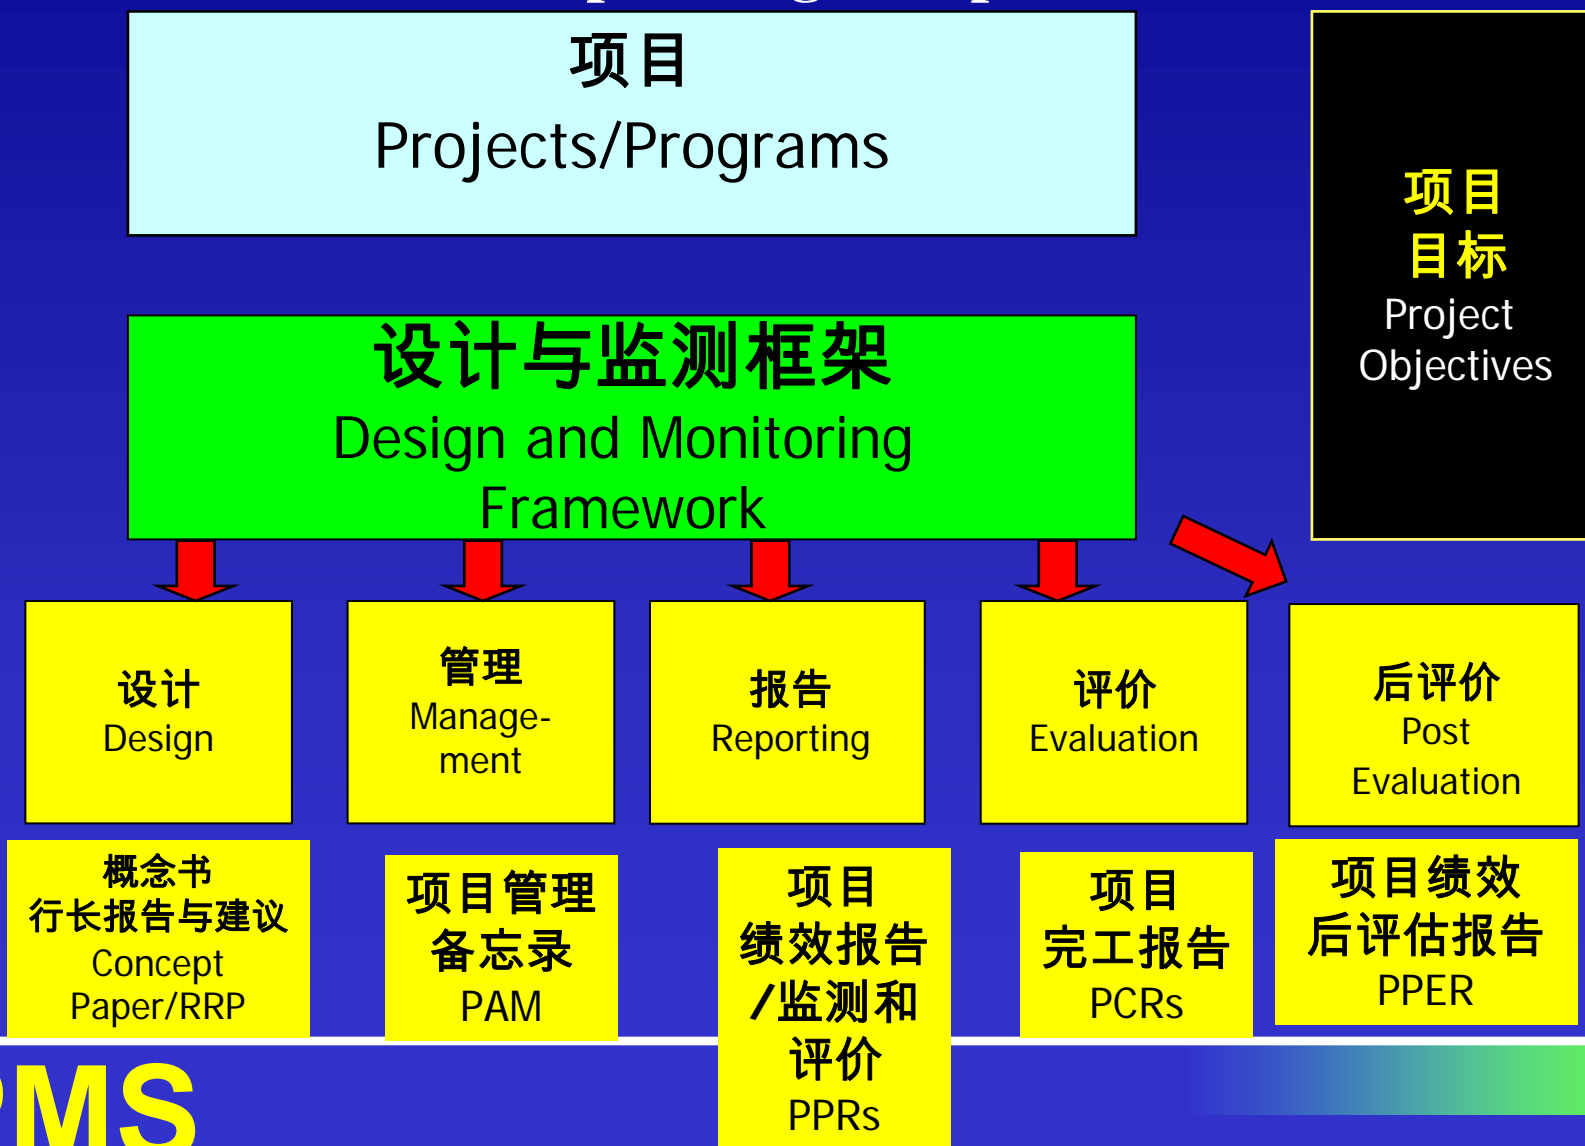 项目
Projects/Programs
项目
目标
Project
Objectives
设计与监测框架
Design and Monitoring
Framework
设计
Design
管理
Manage-
ment
报告
Reporting
评价
Evaluation
后评价
Post
Evaluation
概念书
行长报告与建议
Concept
Paper/RRP
项目管理
备忘录
PAM
项目
绩效报告
/监测和
评价
PPRs
项目
完工报告
PCRs
项目绩效
后评估报告
PPER
PMS